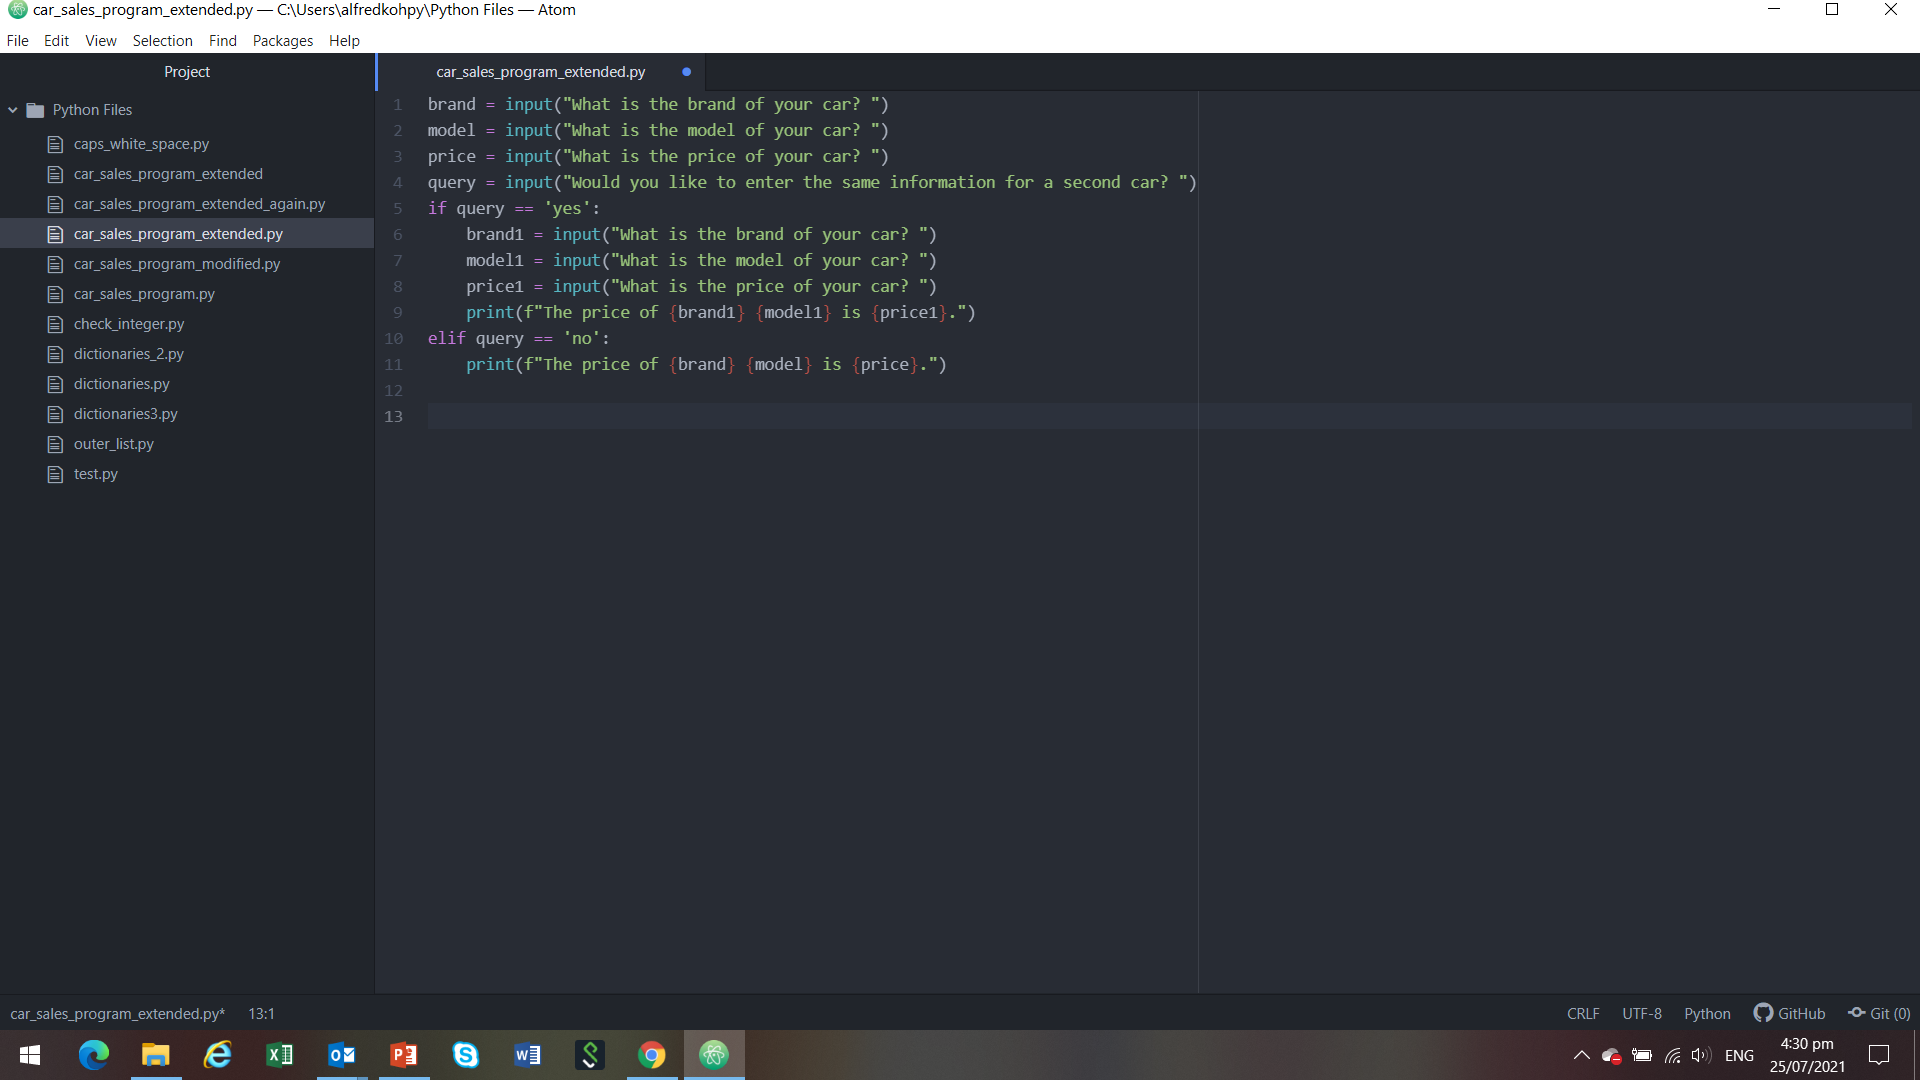 car_sales_program_extended.py — C:\Users\alfredkohpy\Python Files — Atom
File Edit View Selection Find Packages Help
Project
Python Files
caps_white_space.py
car_sales_program_extended
car_sales_program_extended_again.py
car_sales_program_extended.py
car_sales_program_modified.py
car_sales_program.py
check_integer.py
dictionaries_2.py
dictionaries.py
dictionaries3.py
outer_list.py
test.py
car_sales_program_extended.py
1 brand = input("What is the brand of your car? ")
2 model = input("What is the model of your car? ")
3 price = input("What is the price of your car? ")
4 query = input("Would you like to enter the same information for a second car? ")
5 if query == 'yes':
6     brand1 = input("What is the brand of your car? ")
7     model1 = input("What is the model of your car? ")
8     price1 = input("What is the price of your car? ")
9     print(f"The price of {brand1} {model1} is {price1}.")
10 elif query == 'no':
11     print(f"The price of {brand} {model} is {price}.")
12
13
car_sales_program_extended.py* 13:1
CRLF UTF-8 Python GitHub Git (0)
ENG
4:30 pm
25/07/2021